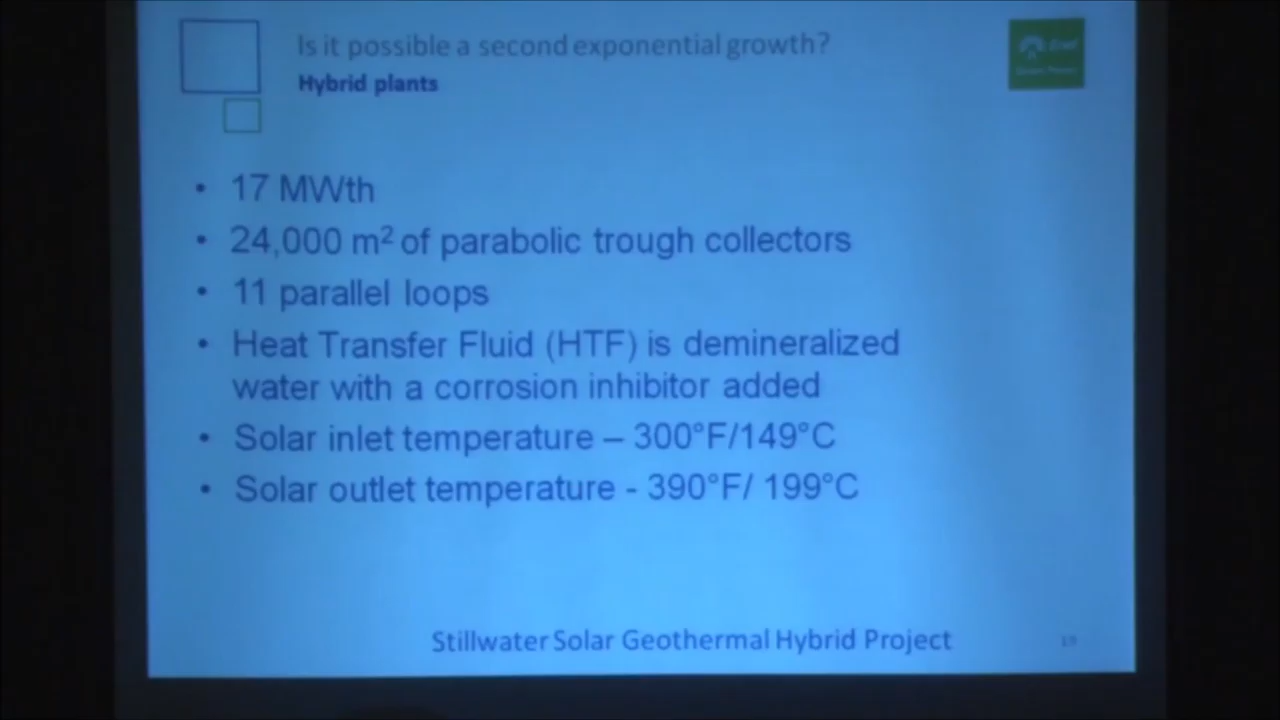 Is it possible a second exponential growth?
Hybrid plants
• 17 MWth
• 24,000 m² of parabolic trough collectors
• 11 parallel loops
• Heat Transfer Fluid (HTF) is demineralized
water with a corrosion inhibitor added
• Solar inlet temperature – 300°F/149°C
• Solar outlet temperature - 390°F/ 199°C
Stillwater Solar Geothermal Hybrid Project